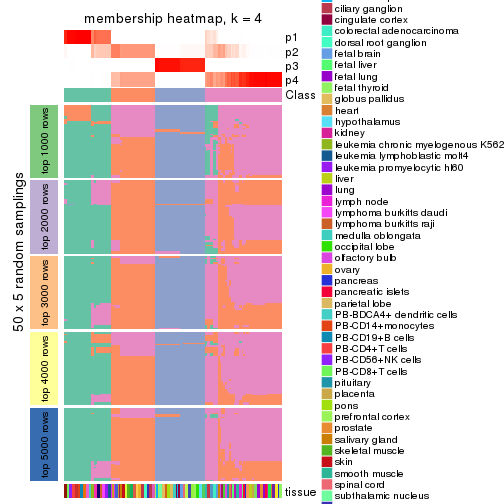 membership heatmap, k = 4
p1
p2
p3
p4
Class
50 x 5 random samplings
top 1000 rows
top 2000 rows
top 3000 rows
top 4000 rows
top 5000 rows
tissue
ciliary ganglion
cingulate cortex
colorectal adenocarcinoma
dorsal root ganglion
fetal brain
fetal liver
fetal lung
fetal thyroid
globus pallidus
heart
hypothalamus
kidney
leukemia chronic myelogenous K562
leukemia lymphoblastic molt4
leukemia promyelocytic hl60
liver
lung
lymph node
lymphoma burkitts daudi
lymphoma burkitts raji
medulla oblongata
occipital lobe
olfactory bulb
ovary
pancreas
pancreatic islets
parietal lobe
PB-BDCA4+ dendritic cells
PB-CD14+monocytes
PB-CD19+B cells
PB-CD4+T cells
PB-CD56+NK cells
PB-CD8+T cells
pituitary
placenta
pons
prefrontal cortex
prostate
salivary gland
skeletal muscle
skin
smooth muscle
spinal cord
subthalamic nucleus